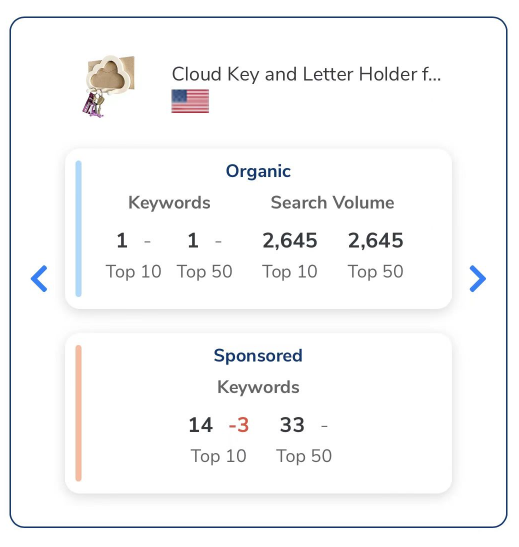 Cloud Key and Letter Holder f...
Organic
Keywords Search Volume
1 - 1 - 2,645 2,645
Top 10 Top 50 Top 10 Top 50
Sponsored
Keywords
14 -3 33 -
Top 10 Top 50